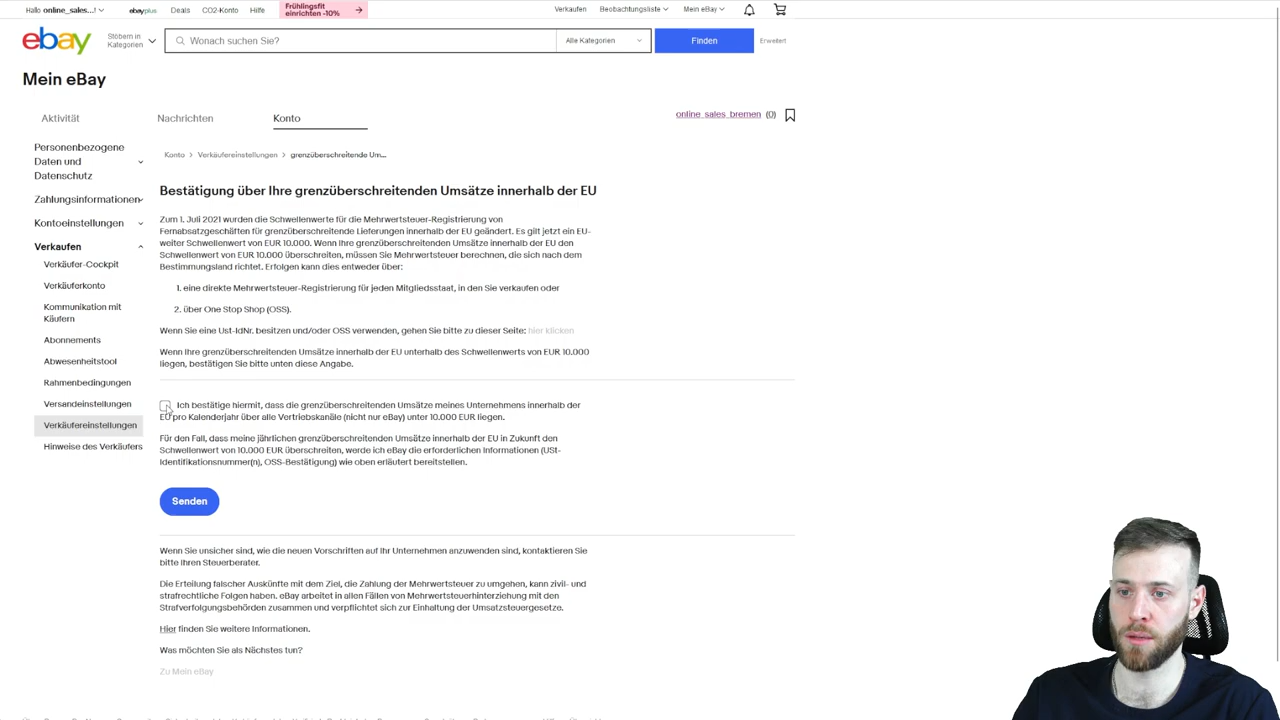 Hallo online_sales...!
ebayplus
Deals
CO2-Konto
Hilfe
Frühlingsfit
einrichten -10%
Verkaufen
Beobachtungsliste
Mein eBay
ebay
Stöbern in
Kategorien
Wonach suchen Sie?
Alle Kategorien
Finden
Erweitert
Mein eBay
Aktivität
Nachrichten
Konto
online_sales_bremen (0)
Personenbezogene
Daten und
Datenschutz
Zahlungsinformationen
Kontoeinstellungen
Verkaufen
Verkäufer-Cockpit
Verkäuferkonto
Kommunikation mit
Käufern
Abonnements
Abwesenheitstool
Rahmenbedingungen
Versandeinstellungen
Verkäufereinstellungen
Hinweise des Verkäufers
Konto > Verkäufereinstellungen > grenzüberschreitende Um...
Bestätigung über Ihre grenzüberschreitenden Umsätze innerhalb der EU
Zum 1. Juli 2021 wurden die Schwellenwerte für die Mehrwertsteuer-Registrierung von
Fernabsatzgeschäften für grenzüberschreitende Lieferungen innerhalb der EU geändert. Es gilt jetzt ein EU-
weiter Schwellenwert von EUR 10.000. Wenn Ihre grenzüberschreitenden Umsätze innerhalb der EU den
Schwellenwert von EUR 10.000 überschreiten, müssen Sie Mehrwertsteuer berechnen, die sich nach dem
Bestimmungsland richtet. Erfolgen kann dies entweder über:
1. eine direkte Mehrwertsteuer-Registrierung für jeden Mitgliedsstaat, in den Sie verkaufen oder
2. über One Stop Shop (OSS).
Wenn Sie eine Ust-IdNr. besitzen und/oder OSS verwenden, gehen Sie bitte zu dieser Seite: hier klicken
Wenn Ihre grenzüberschreitenden Umsätze innerhalb der EU unterhalb des Schwellenwerts von EUR 10.000
liegen, bestätigen Sie bitte unten diese Angabe.
Ich bestätige hiermit, dass die grenzüberschreitenden Umsätze meines Unternehmens innerhalb der
EU pro Kalenderjahr über alle Vertriebskanäle (nicht nur eBay) unter 10.000 EUR liegen.
Für den Fall, dass meine jährlichen grenzüberschreitenden Umsätze innerhalb der EU in Zukunft den
Schwellenwert von 10.000 EUR überschreiten, werde ich eBay die erforderlichen Informationen (USt-
Identifikationsnummer(n), OSS-Bestätigung) wie oben erläutert bereitstellen.
Senden
Wenn Sie unsicher sind, wie die neuen Vorschriften auf Ihr Unternehmen anzuwenden sind, kontaktieren Sie
bitte Ihren Steuerberater.
Die Erteilung falscher Auskünfte mit dem Ziel, die Zahlung der Mehrwertsteuer zu umgehen, kann zivil- und
strafrechtliche Folgen haben. eBay arbeitet in allen Fällen von Mehrwertsteuerhinterziehung mit den
Strafverfolgungsbehörden zusammen und verpflichtet sich zur Einhaltung der Umsatzsteuergesetze.
Hier finden Sie weitere Informationen.
Was möchten Sie als Nächstes tun?
Zu Mein eBay